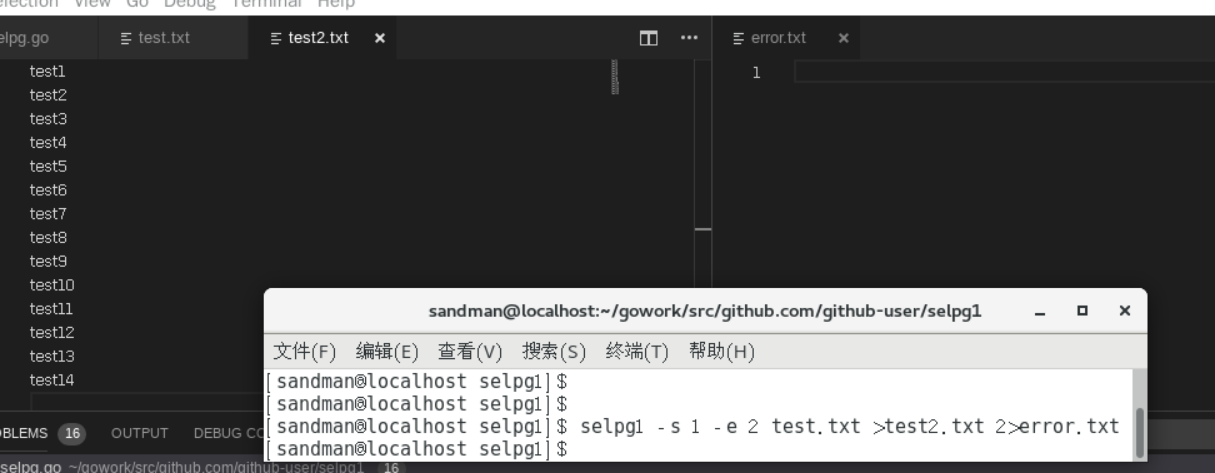 election View Go Debug Terminal Help
elpg.go test.txt test2.txt × ••• error.txt ×
test1
test2
test3
test4
test5
test6
test7
test8
test9
test10
test11
test12
test13
test14
1
OBLEMS 16 OUTPUT DEBUG CO
selpg.go ~/gowork/src/github.com/github-user/selpg1 16
sandman@localhost:~/gowork/src/github.com/github-user/selpg1
文件(F) 编辑(E) 查看(V) 搜索(S) 终端(T) 帮助(H)
[sandman@localhost selpg1]$
[sandman@localhost selpg1]$
[sandman@localhost selpg1]$ selpg1 -s 1 -e 2 test.txt >test2.txt 2>error.txt
[sandman@localhost selpg1]$